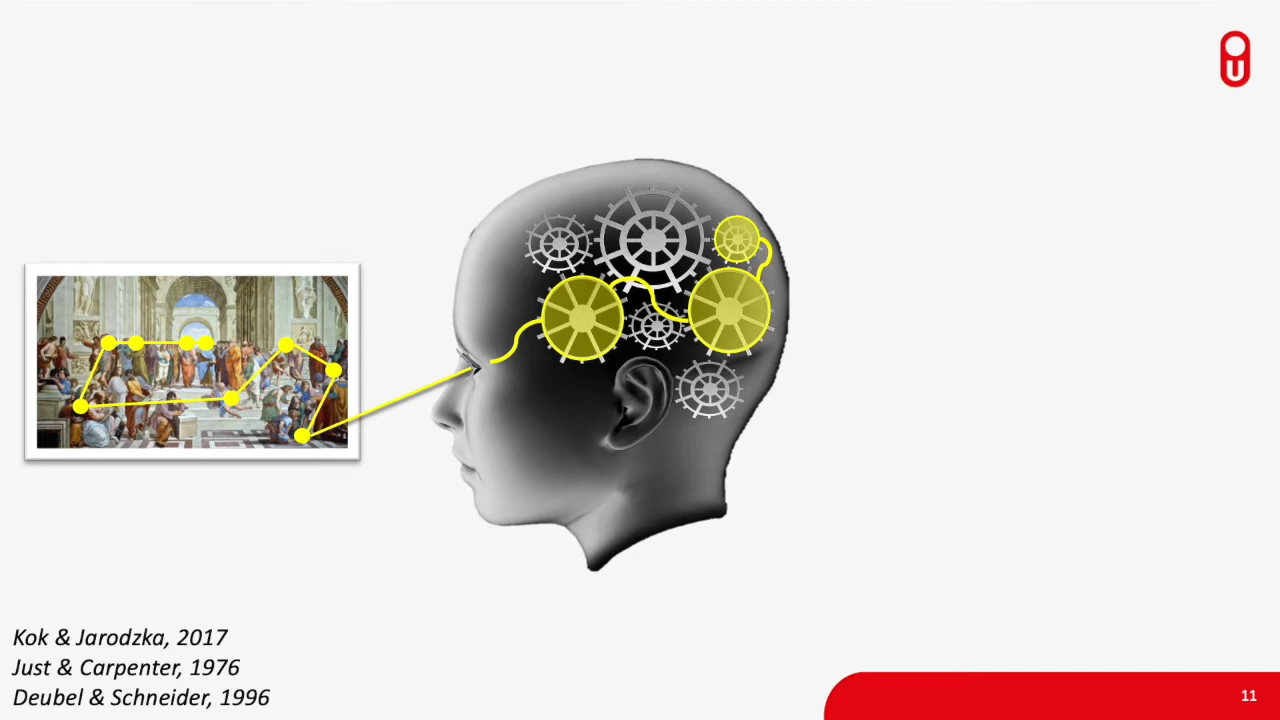 U
Kok & Jarodzka, 2017
Just & Carpenter, 1976
Deubel & Schneider, 1996
11